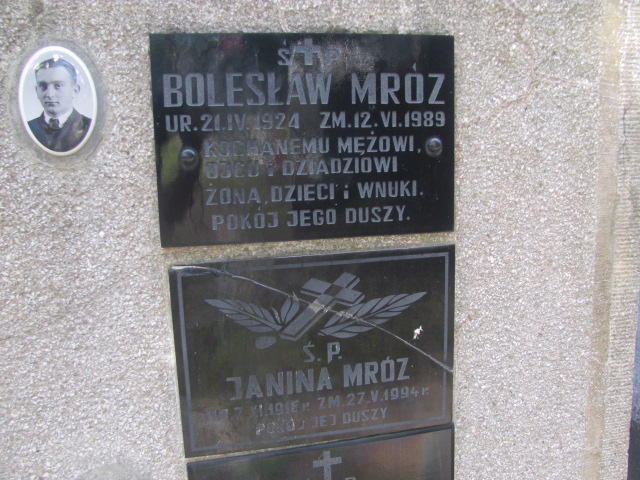 Ś P
BOLESŁAW MRÓZ
UR. 21.IV.1924 ZM. 12.VI.1989
KOCHANEMU MĘŻOWI,
OJCU I DZIADZIOWI
ŻONA, DZIECI i WNUKI.
POKÓJ JEGO DUSZY.
Ś.P.
JANINA MRÓZ
ZM. 27.V.1994 r.
POKÓJ JEJ DUSZY